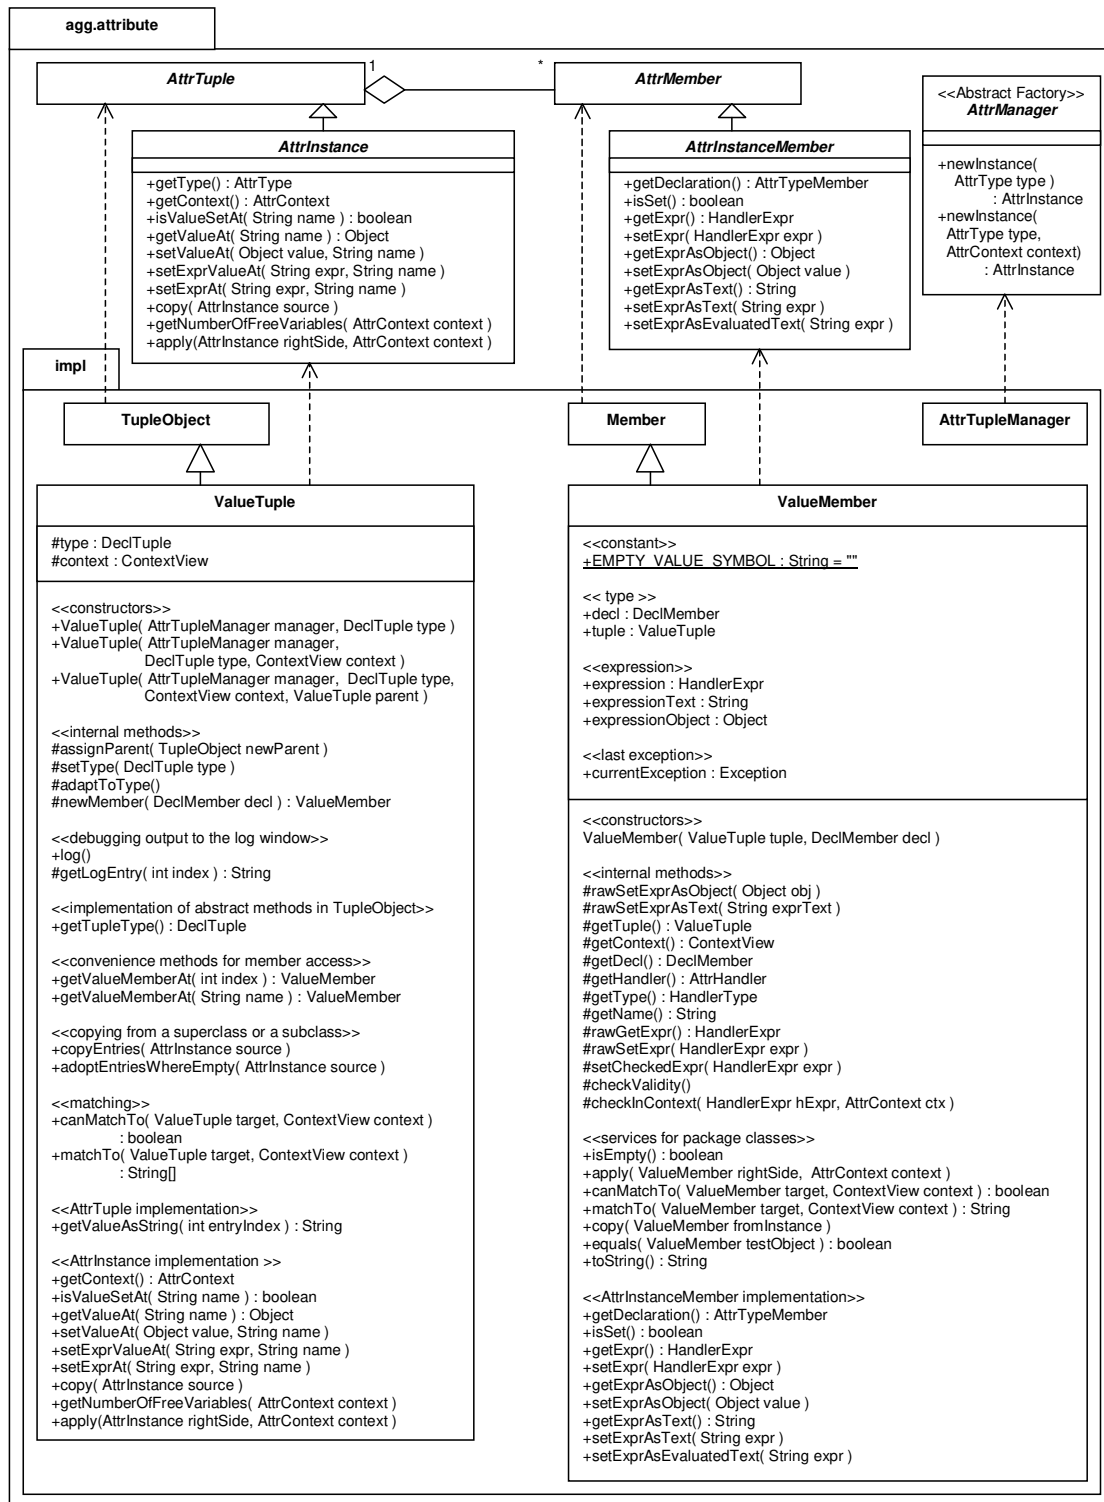 agg.attribute
AttrTuple
1
*
AttrMember
<<Abstract Factory>>
AttrManager
+newInstance(
AttrType type )
: AttrInstance
+newInstance(
AttrType type,
AttrContext context)
: AttrInstance
AttrInstance
+getType() : AttrType
+getContext() : AttrContext
+isValueSetAt( String name ) : boolean
+getValueAt( String name ) : Object
+setValueAt( Object value, String name )
+setExprValueAt( String expr, String name )
+setExprAt( String expr, String name )
+copy( AttrInstance source )
+getNumberOfFreeVariables( AttrContext context )
+apply(AttrInstance rightSide, AttrContext context )
AttrInstanceMember
+getDeclaration() : AttrTypeMember
+isSet() : boolean
+getExpr() : HandlerExpr
+setExpr( HandlerExpr expr )
+getExprAsObject() : Object
+setExprAsObject( Object value )
+getExprAsText() : String
+setExprAsText( String expr )
+setExprAsEvaluatedText( String expr )
impl
TupleObject
Member
AttrTupleManager
ValueTuple
#type : DeclTuple
#context : ContextView
<<constructors>>
+ValueTuple( AttrTupleManager manager, DeclTuple type )
+ValueTuple( AttrTupleManager manager,
DeclTuple type, ContextView context )
+ValueTuple( AttrTupleManager manager,  DeclTuple type,
ContextView context, ValueTuple parent )
<<internal methods>>
#assignParent( TupleObject newParent )
#setType( DeclTuple type )
#adaptToType()
#newMember( DeclMember decl ) : ValueMember
<<debugging output to the log window>>
+log()
#getLogEntry( int index ) : String
<<implementation of abstract methods in TupleObject>>
+getTupleType() : DeclTuple
<<convenience methods for member access>>
+getValueMemberAt( int index ) : ValueMember
+getValueMemberAt( String name ) : ValueMember
<<copying from a superclass or a subclass>>
+copyEntries( AttrInstance source )
+adoptEntriesWhereEmpty( AttrInstance source )
<<matching>>
+canMatchTo( ValueTuple target, ContextView context )
: boolean
+matchTo( ValueTuple target, ContextView context )
: String[]
<<AttrTuple implementation>>
+getValueAsString( int entryIndex ) : String
<<AttrInstance implementation >>
+getContext() : AttrContext
+isValueSetAt( String name ) : boolean
+getValueAt( String name ) : Object
+setValueAt( Object value, String name )
+setExprValueAt( String expr, String name )
+setExprAt( String expr, String name )
+copy( AttrInstance source )
+getNumberOfFreeVariables( AttrContext context )
+apply(AttrInstance rightSide, AttrContext context )
ValueMember
<<constant>>
+EMPTY_VALUE_SYMBOL : String = ""
<< type >>
+decl : DeclMember
+tuple : ValueTuple
<<expression>>
+expression : HandlerExpr
+expressionText : String
+expressionObject : Object
<<last exception>>
+currentException : Exception
<<constructors>>
ValueMember( ValueTuple tuple, DeclMember decl )
<<internal methods>>
#rawSetExprAsObject( Object obj )
#rawSetExprAsText( String exprText )
#getTuple() : ValueTuple
#getContext() : ContextView
#getDecl() : DeclMember
#getHandler() : AttrHandler
#getType() : HandlerType
#getName() : String
#rawGetExpr() : HandlerExpr
#rawSetExpr( HandlerExpr expr )
#setCheckedExpr( HandlerExpr expr )
#checkValidity()
#checkInContext( HandlerExpr hExpr, AttrContext ctx )
<<services for package classes>>
+isEmpty() : boolean
+apply( ValueMember rightSide,  AttrContext context )
+canMatchTo( ValueMember target, ContextView context ) : boolean
+matchTo( ValueMember target, ContextView context ) : String
+copy( ValueMember fromInstance )
+equals( ValueMember testObject ) : boolean
+toString() : String
<<AttrInstanceMember implementation>>
+getDeclaration() : AttrTypeMember
+isSet() : boolean
+getExpr() : HandlerExpr
+setExpr( HandlerExpr expr )
+getExprAsObject() : Object
+setExprAsObject( Object value )
+getExprAsText() : String
+setExprAsText( String expr )
+setExprAsEvaluatedText( String expr )